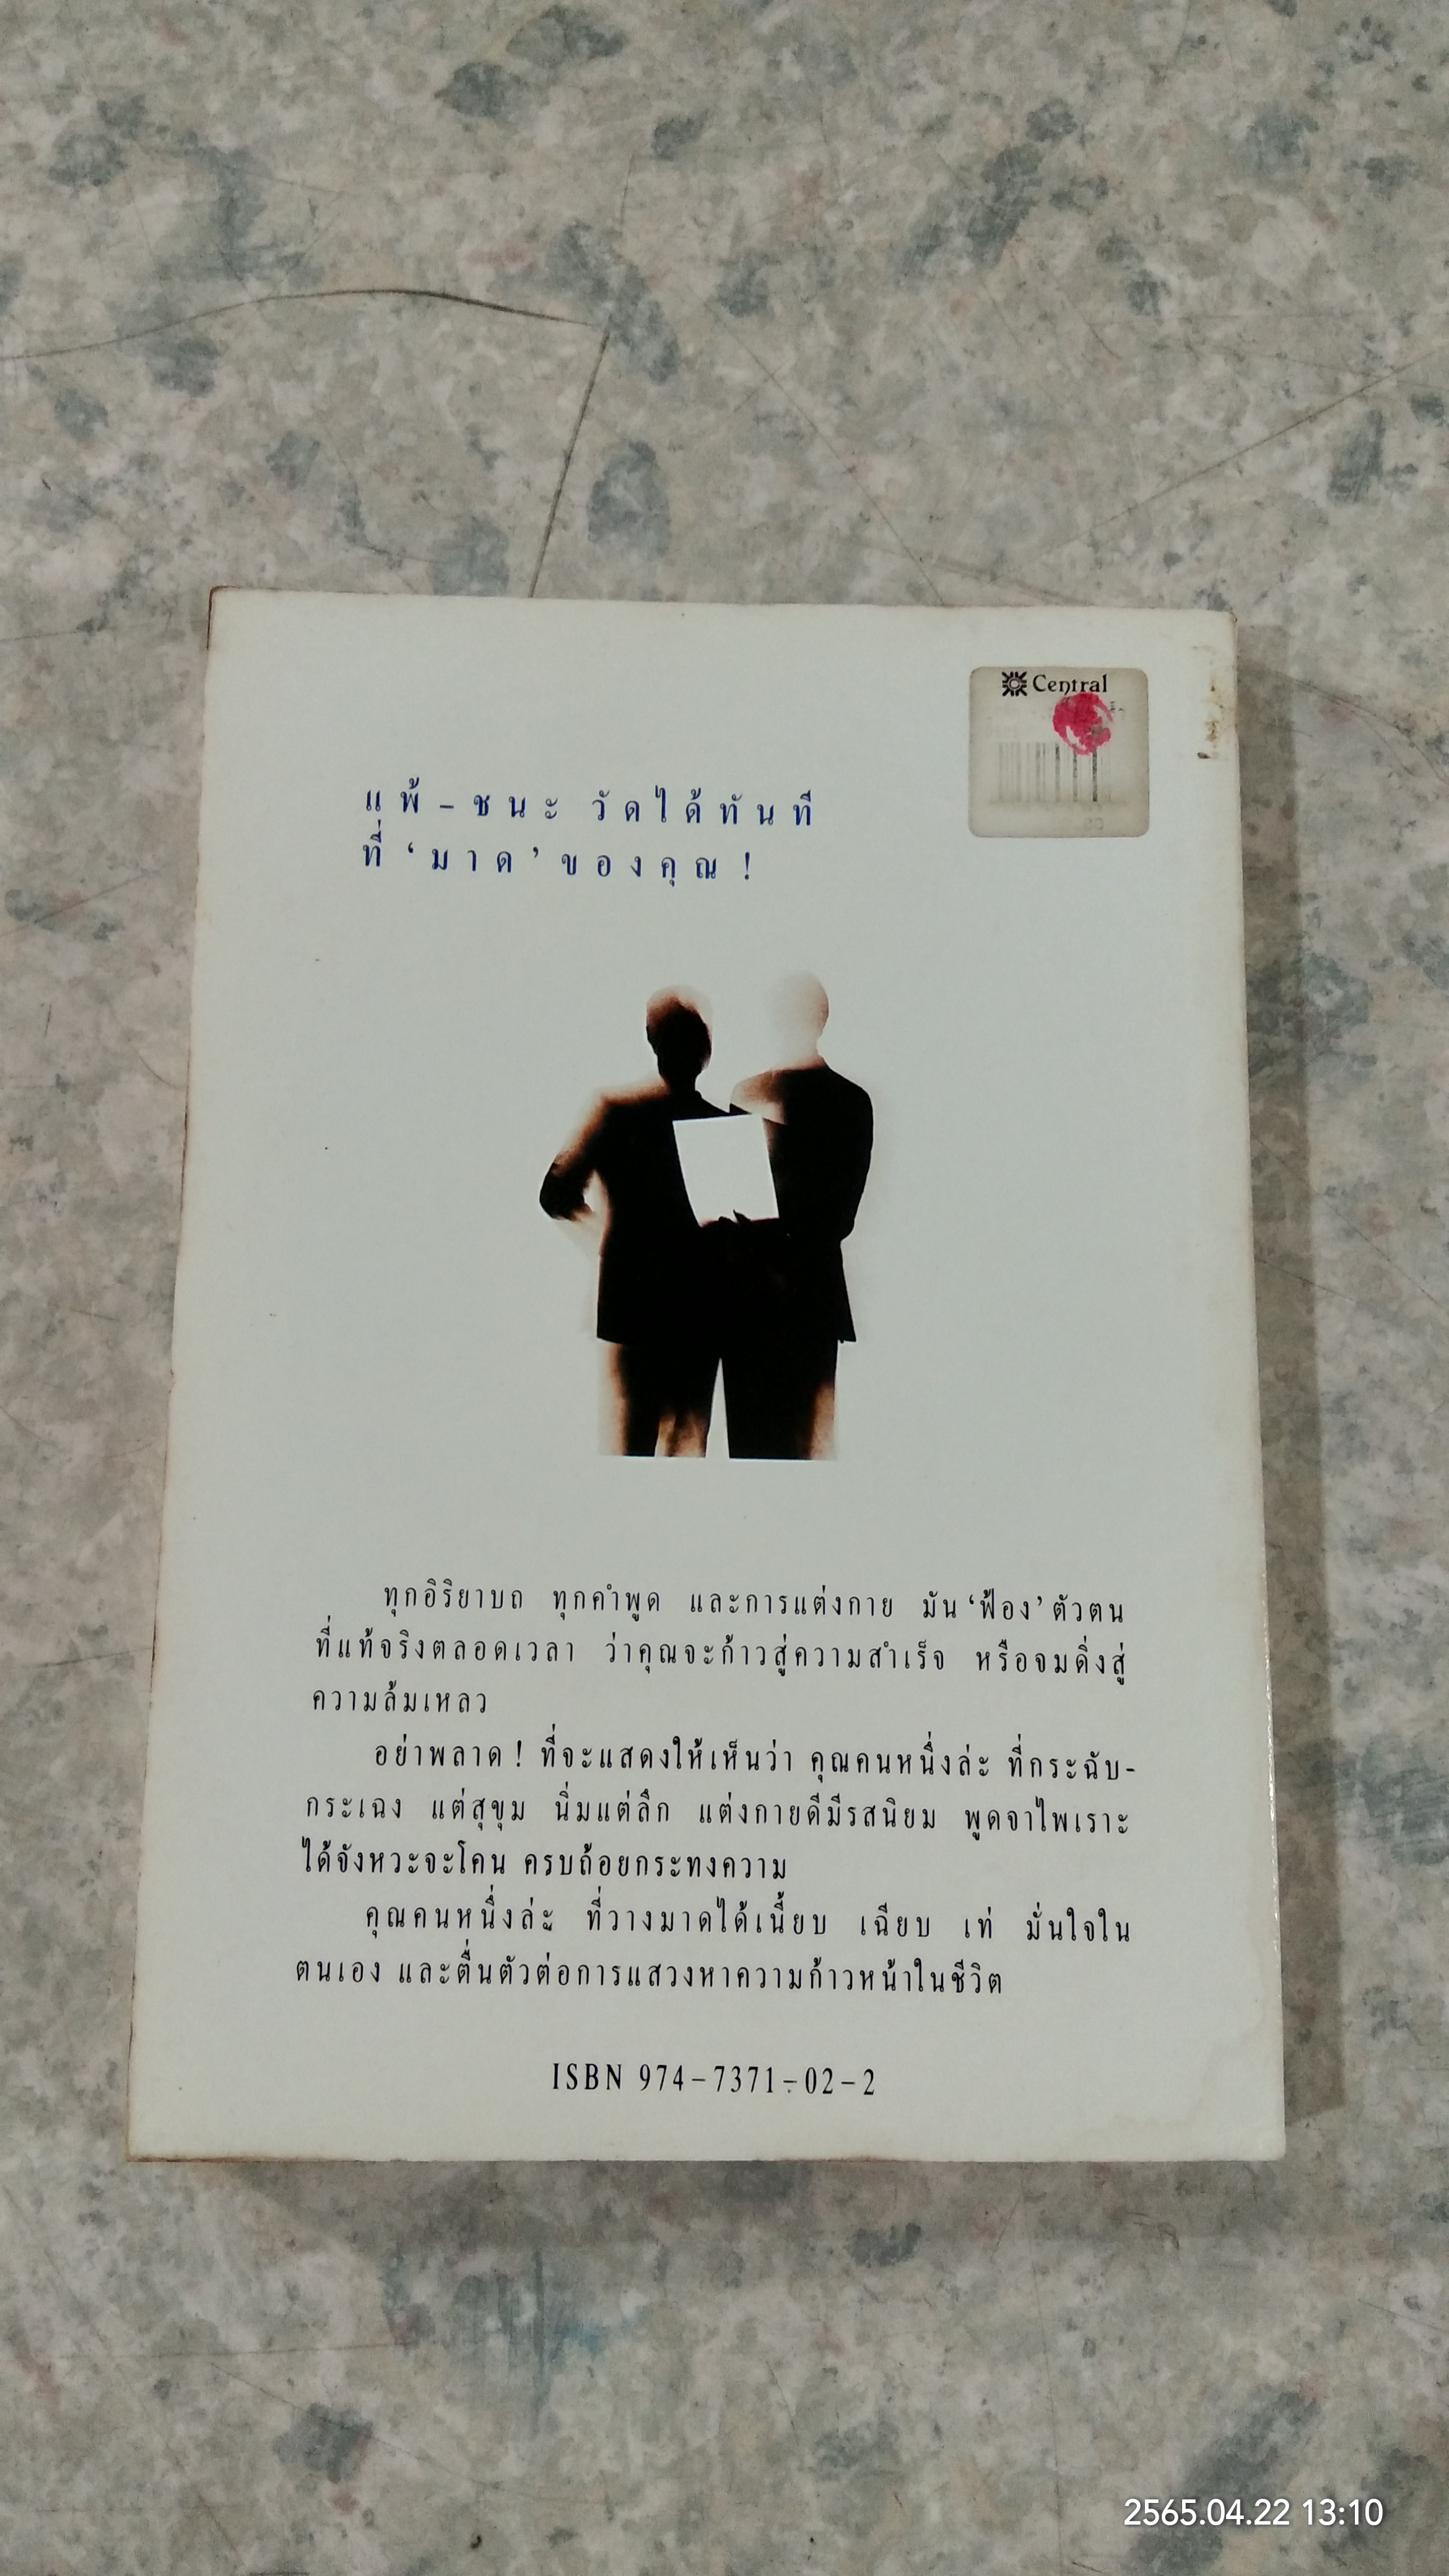 Central
แพ้-ชนะ วัดได้ทันที
ที่ ‘มาด’ ของคุณ !
ทุกอิริยาบถ ทุกคำพูด และการแต่งกาย มัน ‘ฟ้อง’ ตัวตน
ที่แท้จริงตลอดเวลา ว่าคุณจะก้าวสู่ความสำเร็จ หรือจมดิ่งสู่
ความล้มเหลว
อย่าพลาด ! ที่จะแสดงให้เห็นว่า คุณคนหนึ่งล่ะ ที่กระฉับ-
กระเฉง แต่สุขุม นิ่มแต่ลึก แต่งกายดีมีรสนิยม พูดจาไพเราะ
ได้จังหวะจะโคน ครบถ้อยกระทงความ
คุณคนหนึ่งล่ะ ที่วางมาดได้เนี้ยบ เฉียบ เท่ มั่นใจใน
ตนเอง และตื่นตัวต่อการแสวงหาความก้าวหน้าในชีวิต
ISBN 974-7371-02-2
2565.04.22 13:10